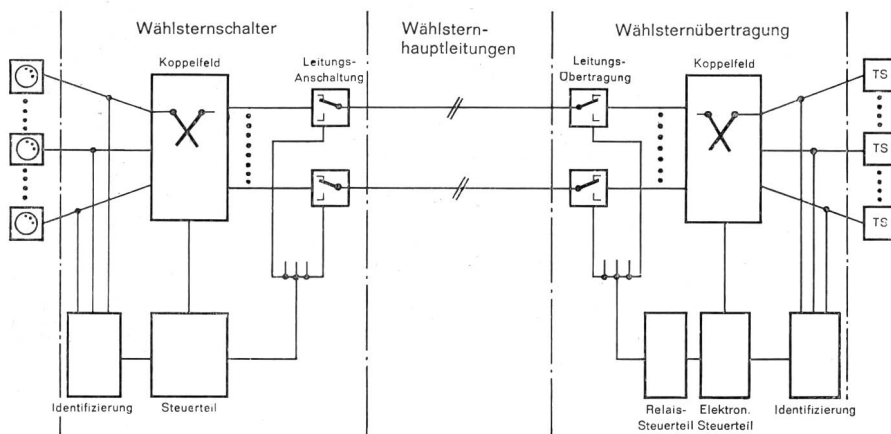 Wählsternschalter
Wählstern-
hauptleitungen
Wählsternübertragung
Koppelfeld
Leitungs-
Anschaltung
Leitungs-
Übertragung
Koppelfeld
TS
TS
TS
Identifizierung
Steuerteil
Relais-
Steuerteil
Elektron.
Steuerteil
Identifizierung